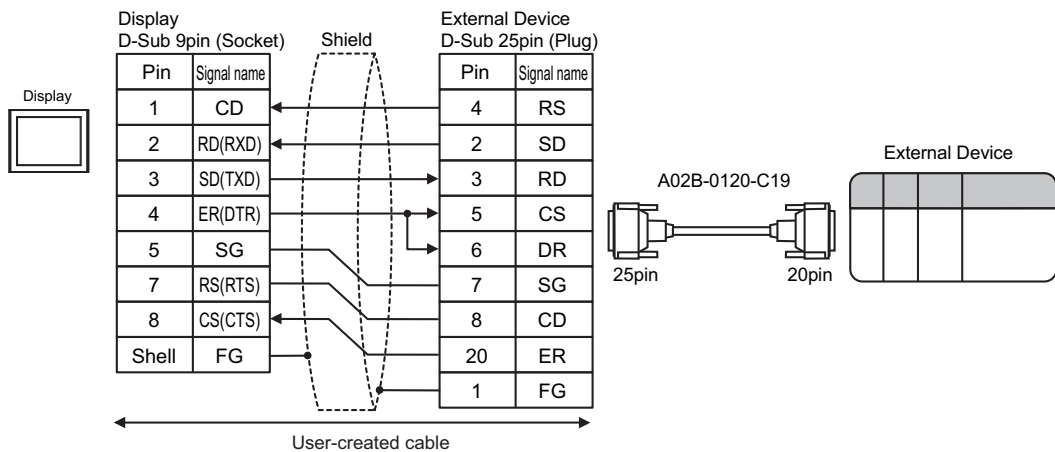 Display
D-Sub 9pin (Socket)
Shield
External Device
D-Sub 25pin (Plug)
Pin Signal name
1 CD
2 RD(RXD)
3 SD(TXD)
4 ER(DTR)
5 SG
7 RS(RTS)
8 CS(CTS)
Shell FG
Pin Signal name
4 RS
2 SD
3 RD
5 CS
6 DR
7 SG
8 CD
20 ER
1 FG
User-created cable
Display
A02B-0120-C19
25pin
20pin
External Device